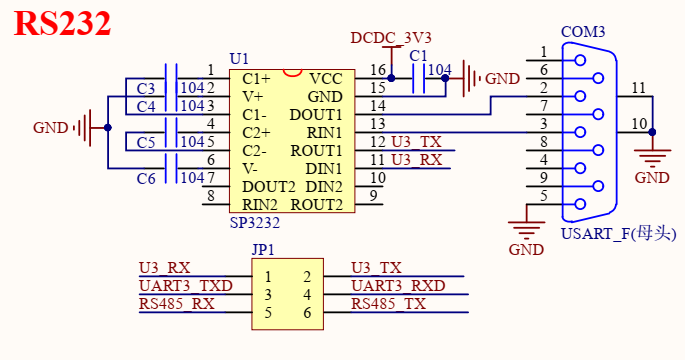 RS232
DCDC_3V3
COM3
U1
C1
104
GND
1 C1+ VCC 16
2 V+ GND 15
3 C1- DOUT1 14
4 C2+ RIN1 13
5 C2- ROUT1 12 U3_TX
6 V- DIN1 11 U3_RX
7 DOUT2 DIN2 10
8 RIN2 ROUT2 9
SP3232
C3 104
C4 104
C5 104
C6 104
GND
1
6
2
7
3
8
4
9
5
11
10
GND
GND
USART_F(母头)
JP1
U3_RX 1 2 U3_TX
UART3_TXD 3 4 UART3_RXD
RS485_RX 5 6 RS485_TX